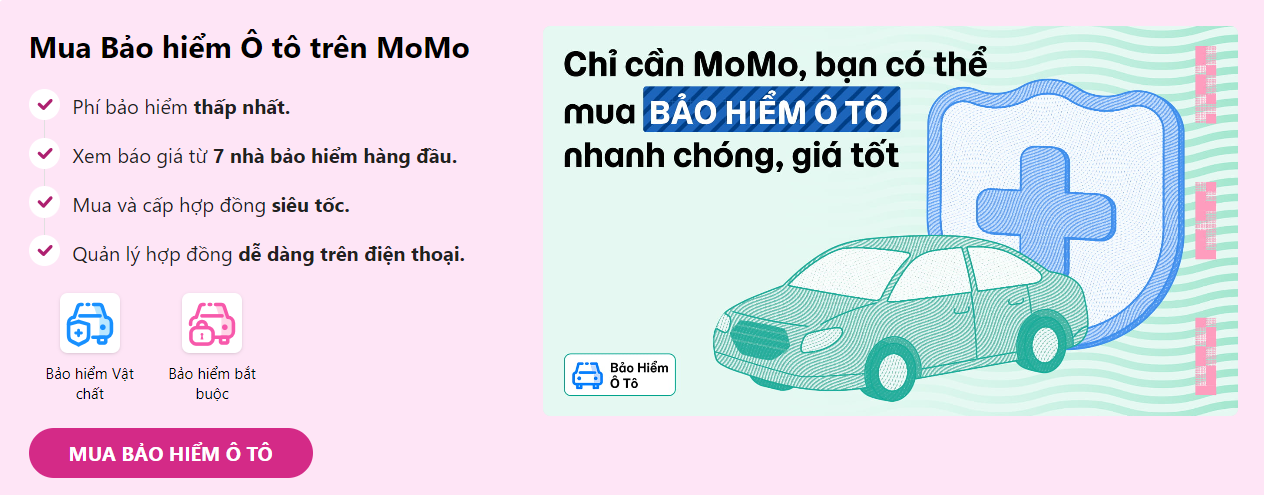 Mua Bảo hiểm Ô tô trên MoMo
Phí bảo hiểm thấp nhất.
Xem báo giá từ 7 nhà bảo hiểm hàng đầu.
Mua và cấp hợp đồng siêu tốc.
Quản lý hợp đồng dễ dàng trên điện thoại.
Bảo hiểm Vật
chất
Bảo hiểm bắt
buộc
MUA BẢO HIỂM Ô TÔ
Chỉ cần MoMo, bạn có thể
mua BẢO HIỂM Ô TÔ
nhanh chóng, giá tốt
Bảo Hiểm
Ô Tô